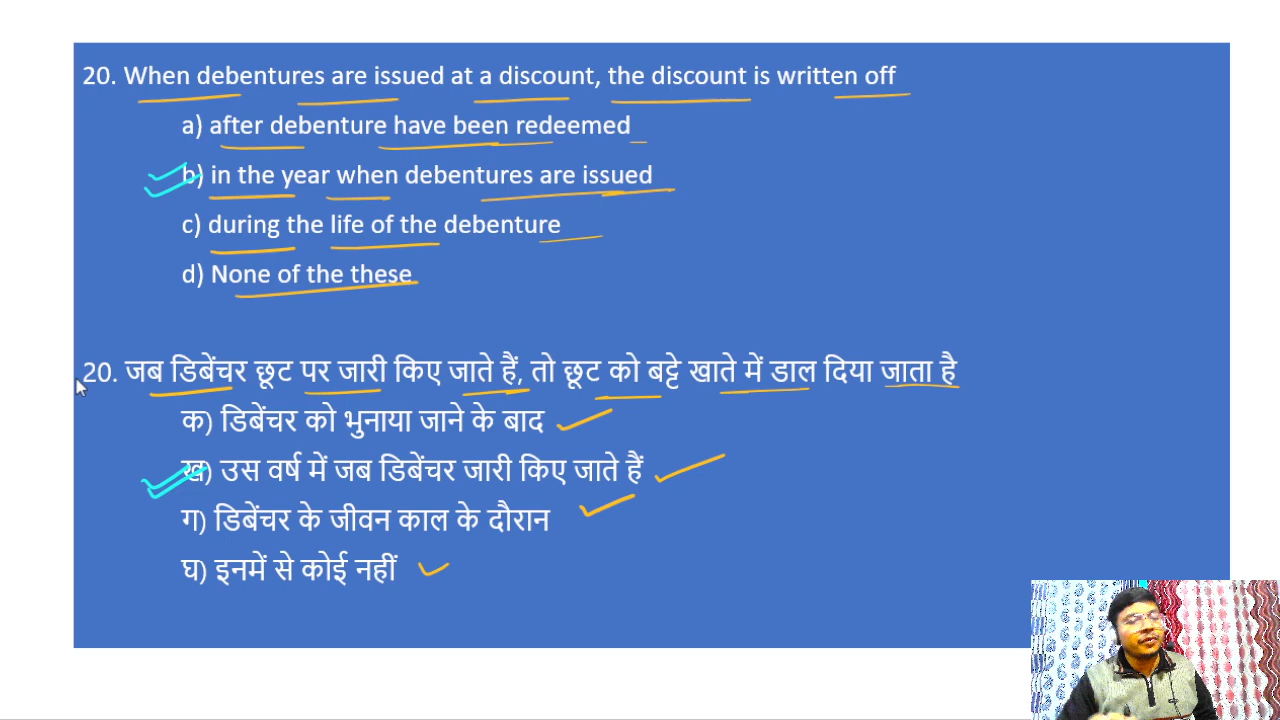 20. When debentures are issued at a discount, the discount is written off
a) after debenture have been redeemed
b) in the year when debentures are issued
c) during the life of the debenture
d) None of the these
20. जब डिबेंचर छूट पर जारी किए जाते हैं, तो छूट को बट्टे खाते में डाल दिया जाता है
क) डिबेंचर को भुनाया जाने के बाद
ख) उस वर्ष में जब डिबेंचर जारी किए जाते हैं
ग) डिबेंचर के जीवन काल के दौरान
घ) इनमें से कोई नहीं